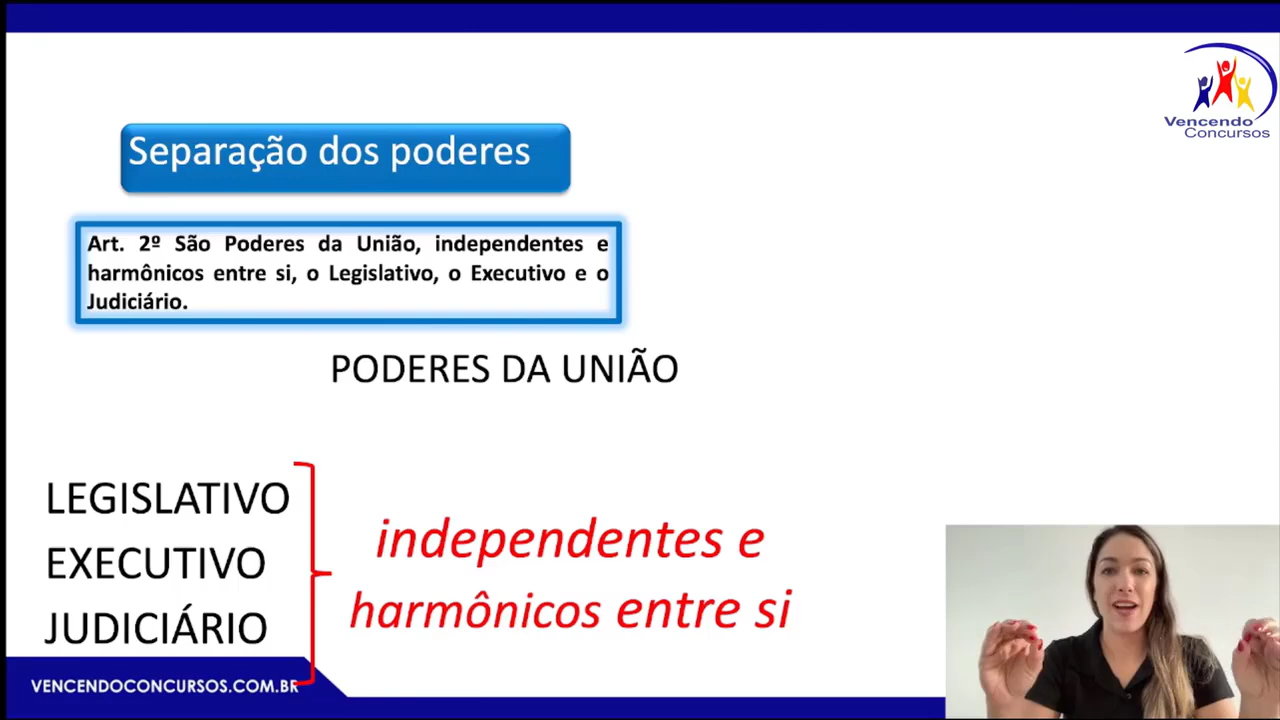 Vencendo
Concursos
Separação dos poderes
Art. 2º São Poderes da União, independentes e
harmônicos entre si, o Legislativo, o Executivo e o
Judiciário.
PODERES DA UNIÃO
LEGISLATIVO
EXECUTIVO
JUDICIÁRIO
independentes e
harmônicos entre si
VENCENDOCONCURSOS.COM.BR